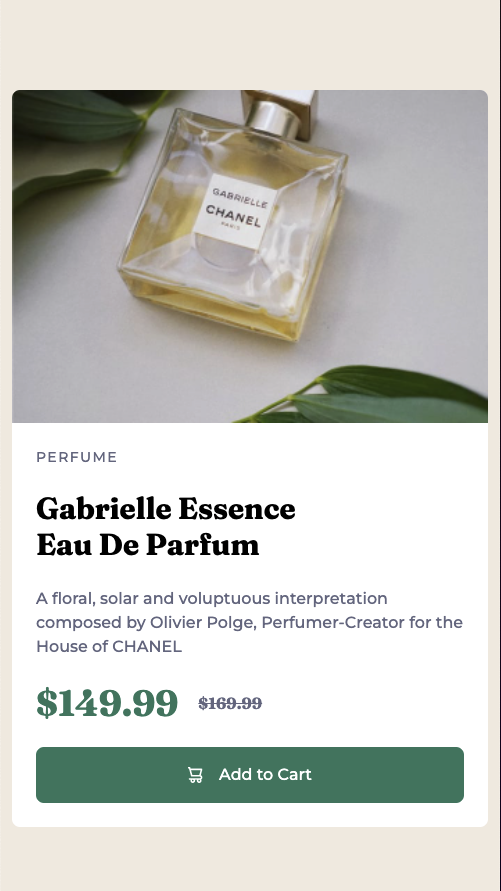 GABRIELLE
CHANEL
PARIS
PERFUME
Gabrielle Essence
Eau De Parfum
A floral, solar and voluptuous interpretation
composed by Olivier Polge, Perfumer-Creator for the
House of CHANEL
$149.99 $169.99
Add to Cart